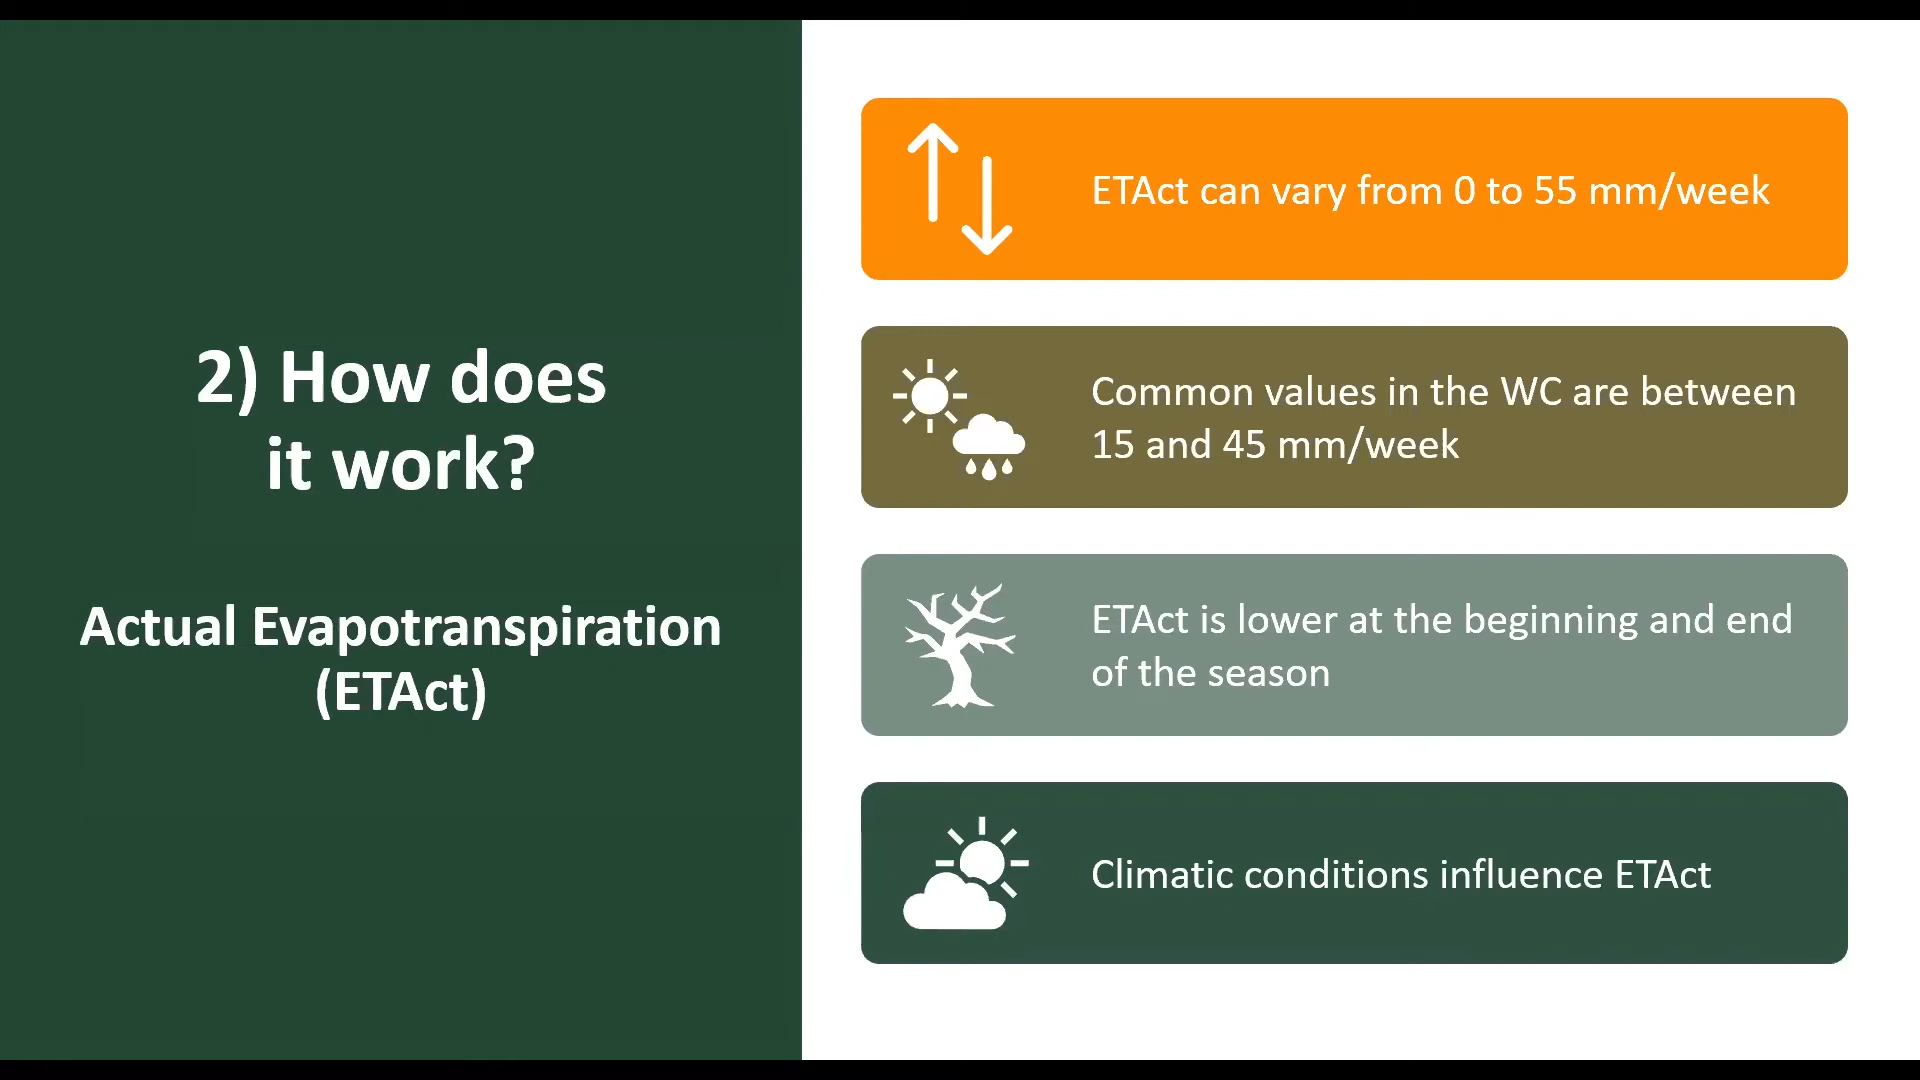 2) How does
it work?
Actual Evapotranspiration
(ETAct)
ETAct can vary from 0 to 55 mm/week
Common values in the WC are between
15 and 45 mm/week
ETAct is lower at the beginning and end
of the season
Climatic conditions influence ETAct